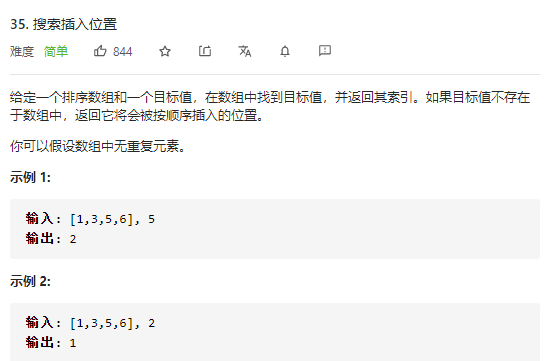 35. 搜索插入位置
难度 简单 844
给定一个排序数组和一个目标值，在数组中找到目标值，并返回其索引。如果目标值不存在
于数组中，返回它将会被按顺序插入的位置。
你可以假设数组中无重复元素。
示例 1:
输入: [1,3,5,6], 5
输出: 2
示例 2:
输入: [1,3,5,6], 2
输出: 1